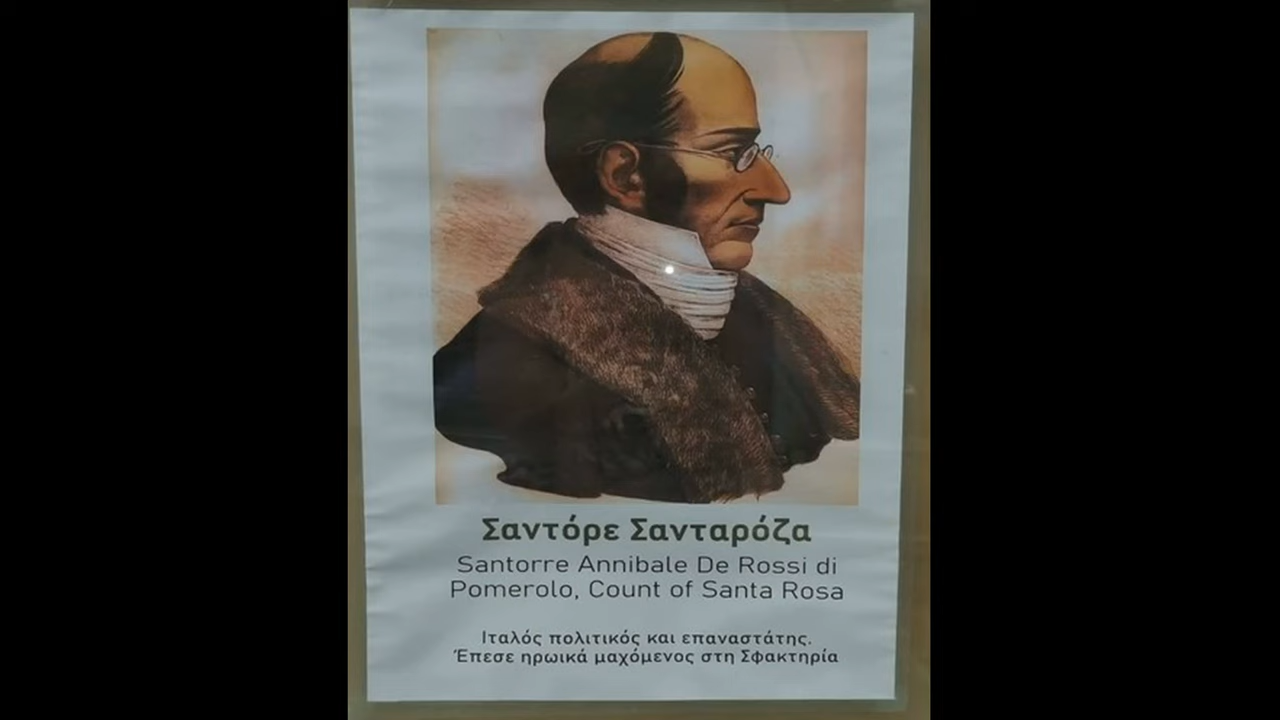 Σαντόρε Σανταρόζα
Santorre Annibale De Rossi di
Pomerolo, Count of Santa Rosa
Ιταλός πολιτικός και επαναστάτης.
Έπεσε ηρωικά μαχόμενος στη Σφακτηρία